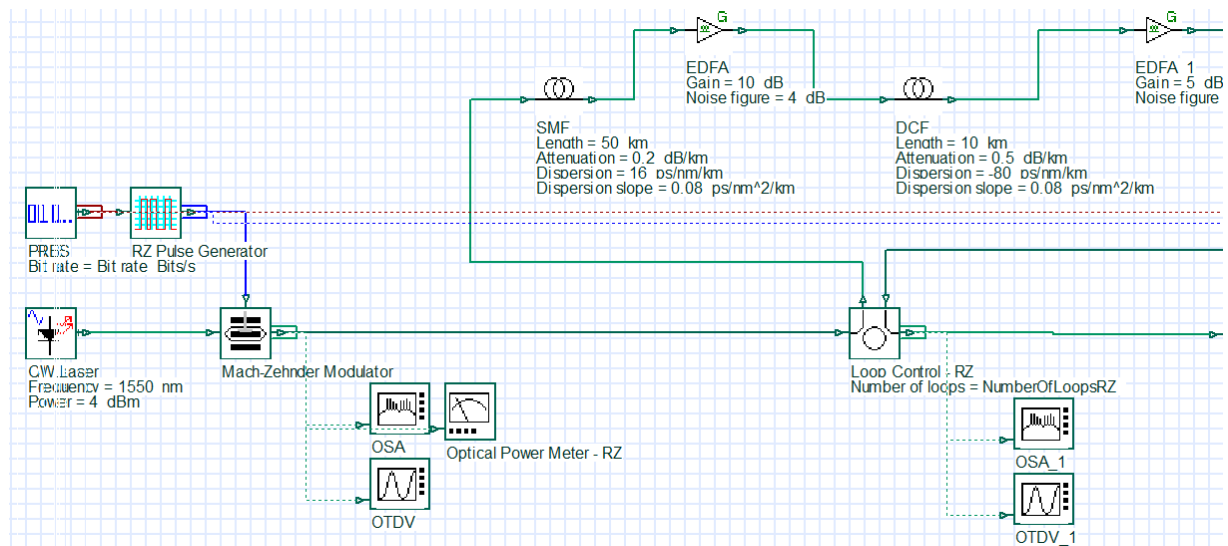 G
G
EDFA
Gain = 10 dB
Noise figure = 4 dB
EDFA_1
Gain = 5 dB
Noise figure
SMF
Length = 50 km
Attenuation = 0.2 dB/km
Dispersion = 16 ps/nm/km
Dispersion slope = 0.08 ps/nm^2/km
DCF
Length = 10 km
Attenuation = 0.5 dB/km
Dispersion = -80 ps/nm/km
Dispersion slope = 0.08 ps/nm^2/km
PRBS
Bit rate = Bit rate Bits/s
RZ Pulse Generator
CW Laser
Frequency = 1550 nm
Power = 4 dBm
Mach-Zehnder Modulator
Loop Control - RZ
Number of loops = NumberOfLoopsRZ
OSA
Optical Power Meter - RZ
OTDV
OSA_1
OTDV_1